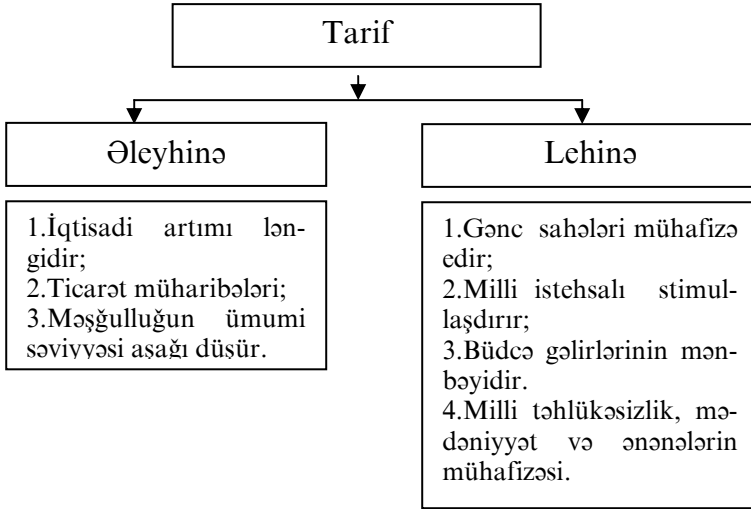 Tarif
Əleyhinə
1.İqtisadi artımı lən-
gidir;
2.Ticarət müharibələri;
3.Məşğulluğun ümumi
səviyyəsi aşağı düşür.
Lehinə
1.Gənc sahələri mühafizə
edir;
2.Milli istehsalı stimul-
laşdırır;
3.Büdcə gəlirlərinin mən-
bəyidir.
4.Milli təhlükəsizlik, mə-
dəniyyət və ənənələrin
mühafizəsi.